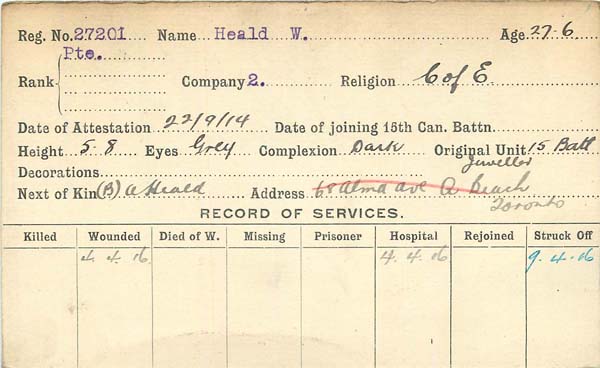 Reg. No. 27201 Name Heald W. Age 27-6
Rank Pte. Company 2. Religion C of E
Date of Attestation 22/9/14 Date of joining 15th Can. Battn.
Height 5 8 Eyes Grey Complexion Dark Original Unit 15 Batt
Decorations Jeweller
Next of Kin (B) A Heald Address 68 Alma Ave Beach
Toronto
RECORD OF SERVICES.
Killed Wounded Died of W. Missing Prisoner Hospital Rejoined Struck Off
4. 4. 16 4. 4. 16 9. 4. 16